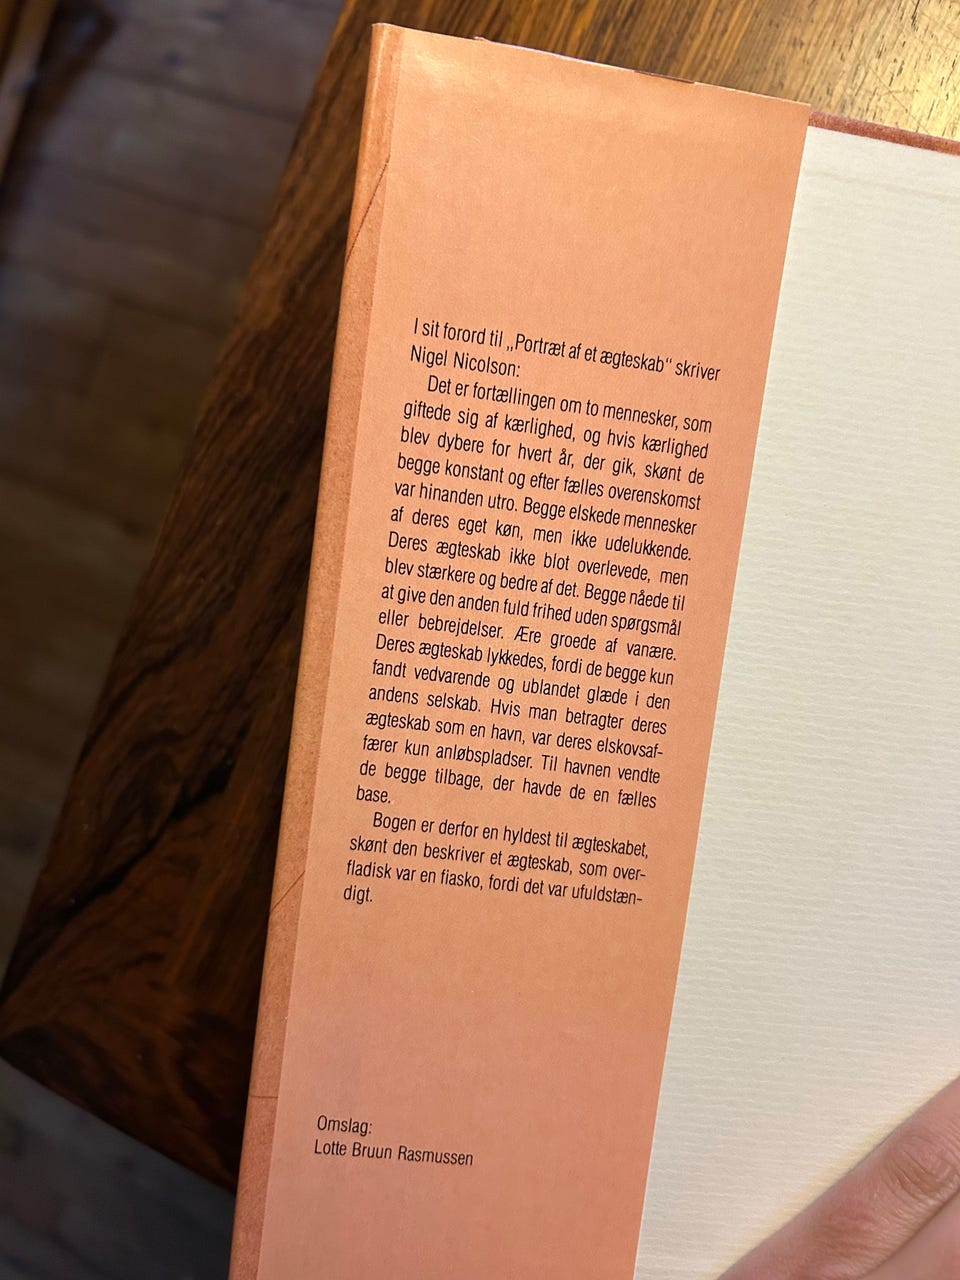 I sit forord til „Portræt af et ægteskab“ skriver
Nigel Nicolson:
Det er fortællingen om to mennesker, som
giftede sig af kærlighed, og hvis kærlighed
blev dybere for hvert år, der gik, skønt de
begge konstant og efter fælles overenskomst
var hinanden utro. Begge elskede mennesker
af deres eget køn, men ikke udelukkende.
Deres ægteskab ikke blot overlevede, men
blev stærkere og bedre af det. Begge nåede til
at give den anden fuld frihed uden spørgsmål
eller bebrejdelser. Ære groede af vanære.
Deres ægteskab lykkedes, fordi de begge kun
fandt vedvarende og ublandet glæde i den
andens selskab. Hvis man betragter deres
ægteskab som en havn, var deres elskovsaf-
færer kun anløbspladser. Til havnen vendte
de begge tilbage, der havde de en fælles
base.
Bogen er derfor en hyldest til ægteskabet,
skønt den beskriver et ægteskab, som over-
fladisk var en fiasko, fordi det var ufuldstæn-
digt.
Omslag:
Lotte Bruun Rasmussen